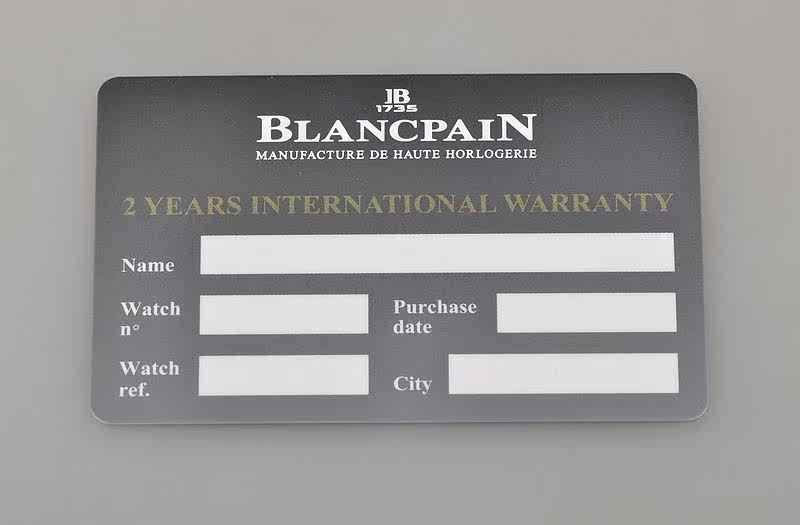 JB
1735
BLANCPAIN
MANUFACTURE DE HAUTE HORLOGERIE
2 YEARS INTERNATIONAL WARRANTY
Name
Watch n°
Purchase date
Watch ref.
City